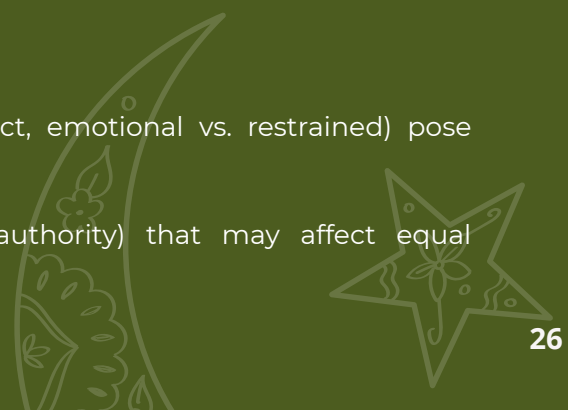 ct, emotional vs. restrained) pose
authority) that may affect equal
26